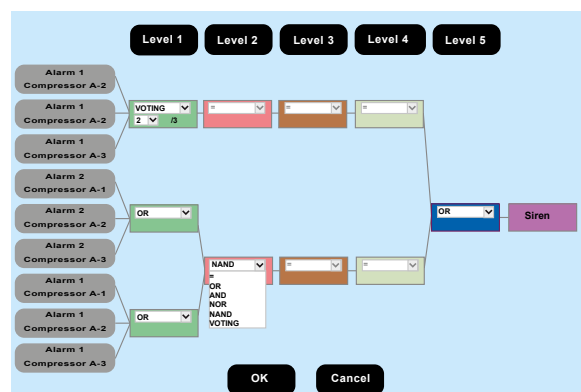 Level 1
Level 2
Level 3
Level 4
Level 5
Alarm 1
Compressor A-2
Alarm 1
Compressor A-2
Alarm 1
Compressor A-3
VOTING
2 /3
=
=
=
Alarm 2
Compressor A-1
Alarm 2
Compressor A-2
Alarm 2
Compressor A-3
OR
OR
Siren
Alarm 1
Compressor A-1
Alarm 1
Compressor A-2
Alarm 1
Compressor A-3
OR
NAND
=
OR
AND
NOR
NAND
VOTING
=
=
OK
Cancel